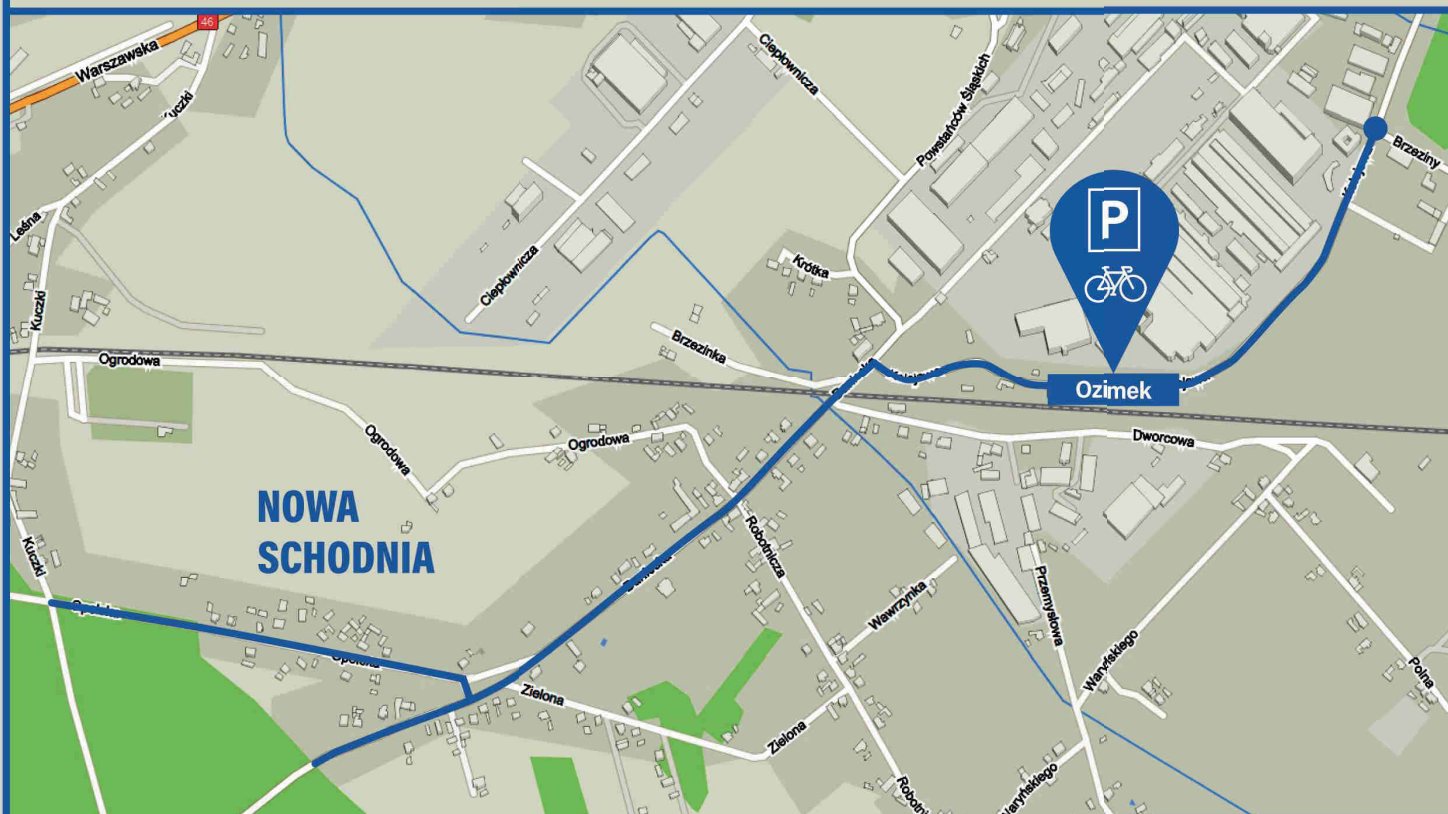 46
Warszawska
Ciepłownicza
Powstańców Śląskich
Kuczki
Brzeziny
Leśna
P
Krótka
Ciepłownicza
Kuczki
Brzezinka
Ogrodowa
Ozimek
Ogrodowa
Ogrodowa
Dworcowa
NOWA
SCHODNIA
Robotnicza
Kuczki
Przemysłowa
Wawrzynka
Waryńskiego
Opolska
Opolska
Polna
Zielona
Zielona
Waryńskiego